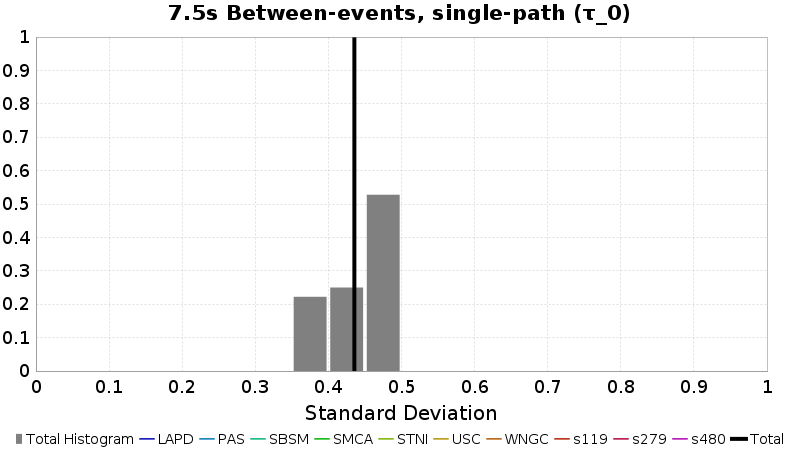 7.5s Between-events, single-path (τ_0)
1
0.9
0.8
0.7
0.6
0.5
0.4
0.3
0.2
0.1
0
0 0.1 0.2 0.3 0.4 0.5 0.6 0.7 0.8 0.9 1
Standard Deviation
Total Histogram LAPD PAS SBSM SMCA STNI USC WNGC s119 s279 s480 Total